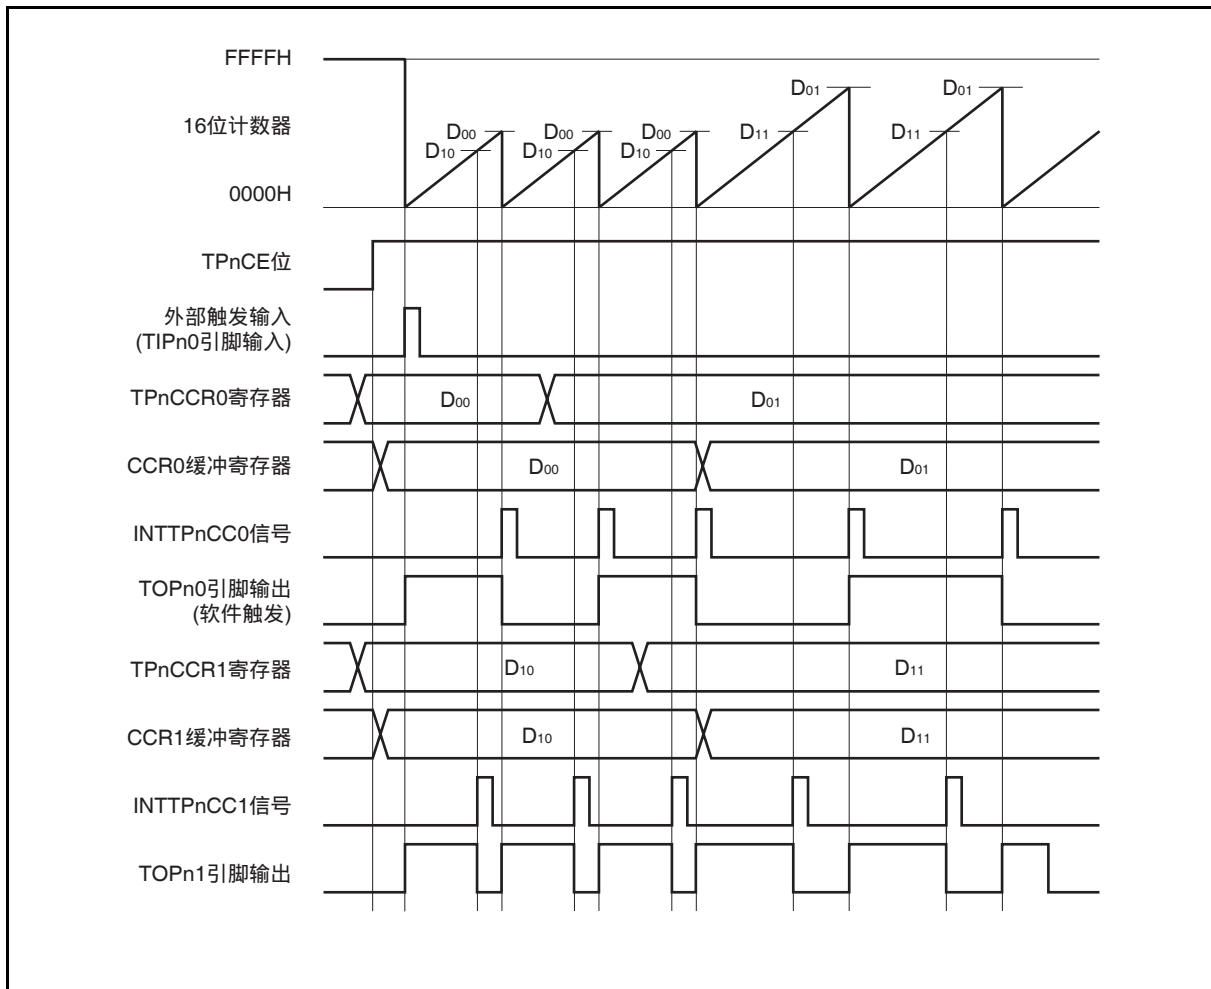 FFFFH
16位计数器
0000H
D00
D10
D00
D10
D00
D10
D01
D11
D01
D11
TPnCE位
外部触发输入
(TIPn0引脚输入)
TPnCCR0寄存器
D00
D01
CCR0缓冲寄存器
D00
D01
INTTPnCC0信号
TOPn0引脚输出
(软件触发)
TPnCCR1寄存器
D10
D11
CCR1缓冲寄存器
D10
D11
INTTPnCC1信号
TOPn1引脚输出